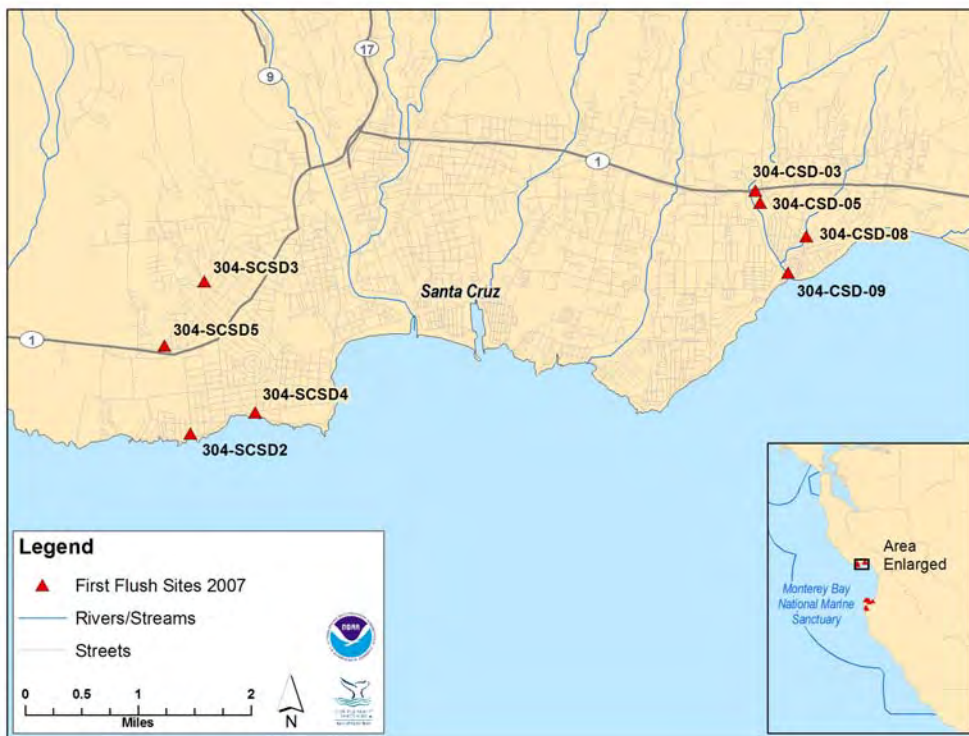 9
17
1
304-CSD-03
304-CSD-05
304-CSD-08
304-SCSD3
304-CSD-09
Santa Cruz
304-SCSD5
1
304-SCSD4
304-SCSD2
Legend
First Flush Sites 2007
Rivers/Streams
Streets
NOAA
0 0.5 1 2
Miles
N
Area
Enlarged
Monterey Bay
National Marine
Sanctuary